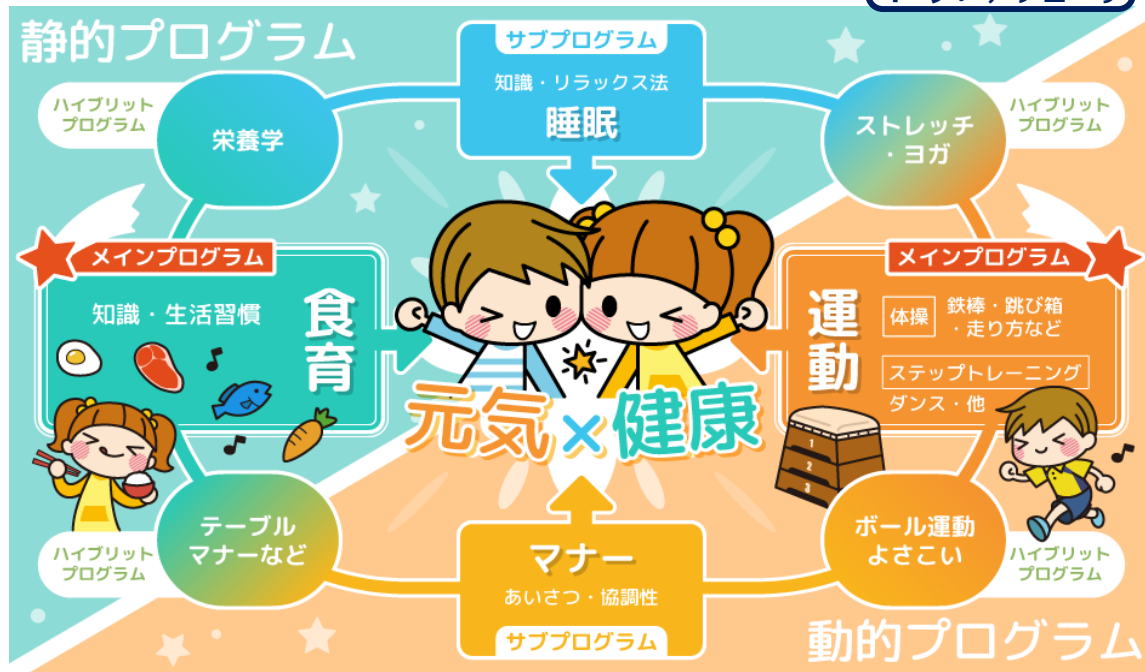 静的プログラム
サブプログラム
知識・リラックス法
睡眠
ハイブリット
プログラム
栄養学
ストレッチ
・ヨガ
ハイブリット
プログラム
メインプログラム
知識・生活習慣
食育
メインプログラム
運動
体操
鉄棒・跳び箱
・走り方など
ステップトレーニング
ダンス・他
元気×健康
1
2
3
テーブル
マナーなど
ハイブリット
プログラム
マナー
あいさつ・協調性
サブプログラム
ボール運動
よさこい
ハイブリット
プログラム
動的プログラム